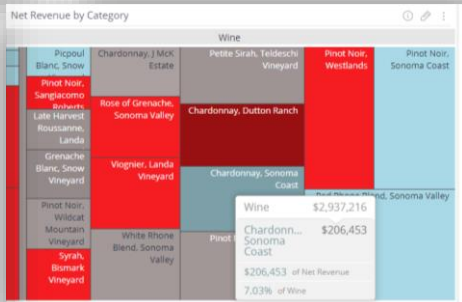 Net Revenue by Category
Wine
Picpoul
Blanc, Snow
Pinot Noir,
Sangiacomo
Roberts
Late Harvest
Roussanne,
Landa
Grenache
Blanc, Snow
Vineyard
Pinot Noir,
Wildcat
Mountain
Vineyard
Syrah,
Bismark
Vineyard
Chardonnay, J McK
Estate
Rose of Grenache,
Sonoma Valley
Viognier, Landa
Vineyard
White Rhone
Blend, Sonoma
Valley
Petite Sirah, Teldeschi
Vineyard
Chardonnay, Dutton Ranch
Chardonnay, Sonoma
Coast
Pinot
Pinot Noir,
Westlands
Pinot Noir,
Sonoma Coast
Red Rhone Blend, Sonoma Valley
Wine $2,937,216
Chardonn... $206,453
Sonoma
Coast
$206,453 of Net Revenue
7.03% of Wine